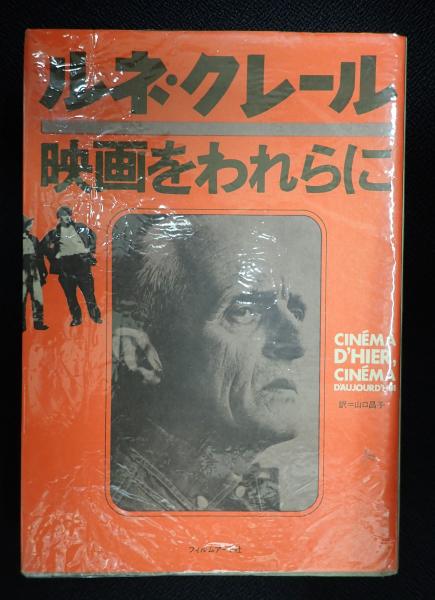 ルネ・クレール
映画をわれらに
CINÉMA
D'HIER,
CINÉMA
D'AUJOURD'HUI
訳=山口昌子
フィルムアート社